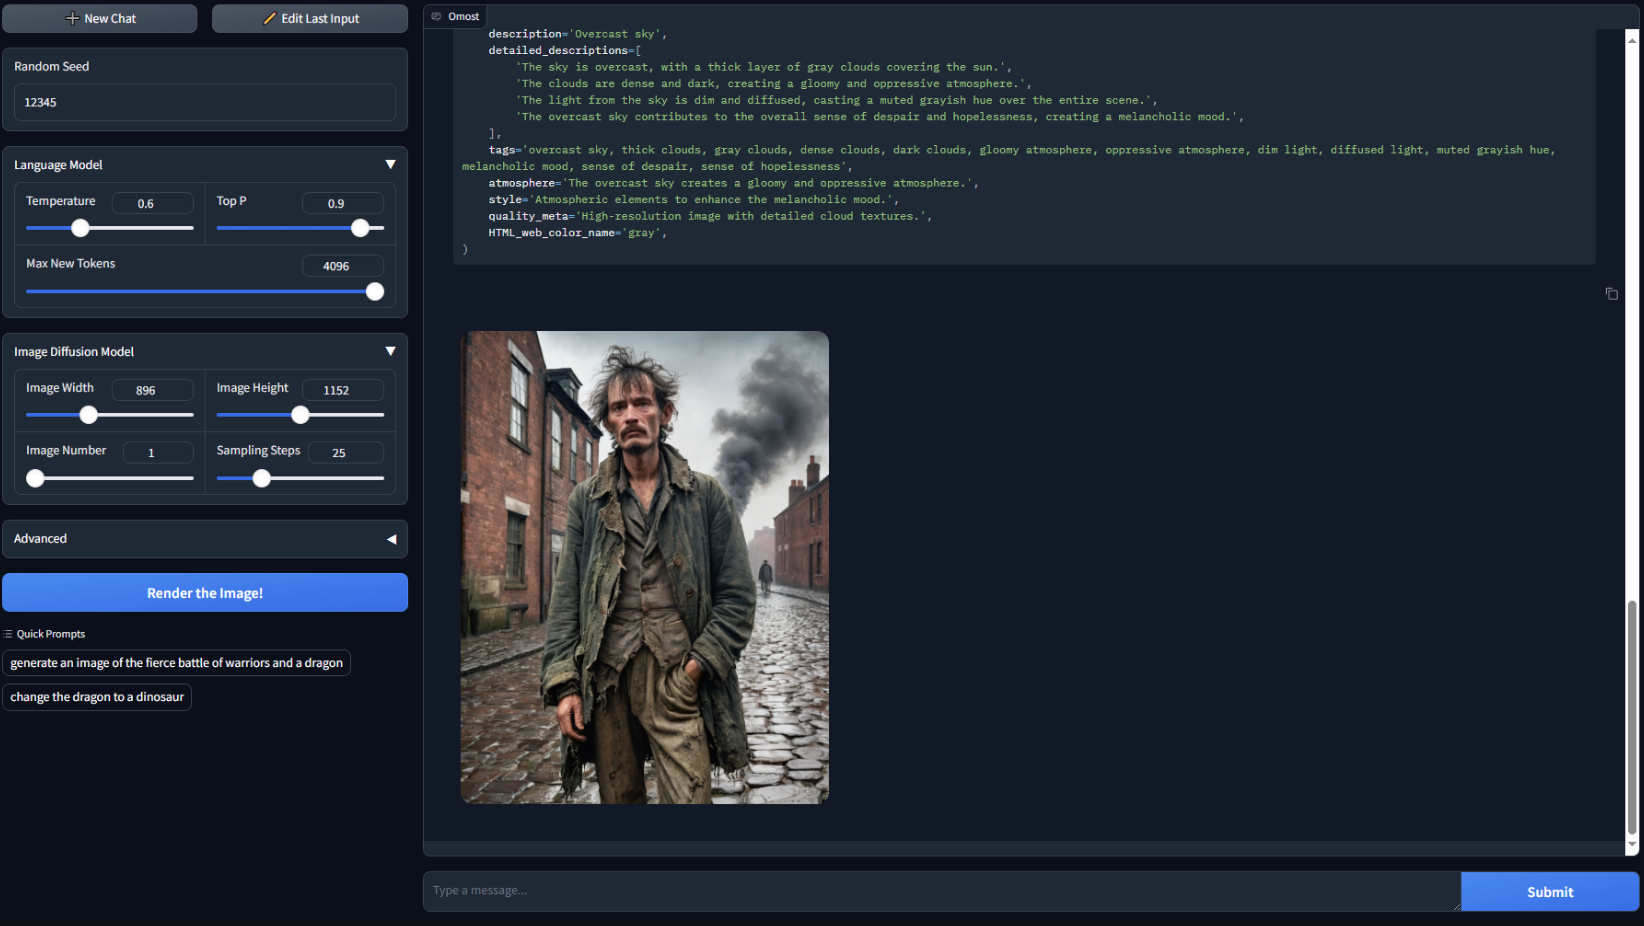 New Chat
Edit Last Input
Random Seed
12345
Language Model
Temperature
0.6
Top P
0.9
Max New Tokens
4096
Image Diffusion Model
Image Width
896
Image Height
1152
Image Number
1
Sampling Steps
25
Advanced
Render the Image!
Quick Prompts
generate an image of the fierce battle of warriors and a dragon
change the dragon to a dinosaur
Omost
description='Overcast sky',
detailed_descriptions=[
'The sky is overcast, with a thick layer of gray clouds covering the sun.',
'The clouds are dense and dark, creating a gloomy and oppressive atmosphere.',
'The light from the sky is dim and diffused, casting a muted grayish hue over the entire scene.',
'The overcast sky contributes to the overall sense of despair and hopelessness, creating a melancholic mood.',
],
tags='overcast sky, thick clouds, gray clouds, dense clouds, dark clouds, gloomy atmosphere, oppressive atmosphere, dim light, diffused light, muted grayish hue,
melancholic mood, sense of despair, sense of hopelessness',
atmosphere='The overcast sky creates a gloomy and oppressive atmosphere.',
style='Atmospheric elements to enhance the melancholic mood.',
quality_meta='High-resolution image with detailed cloud textures.',
HTML_web_color_name='gray',
)
Type a message...
Submit